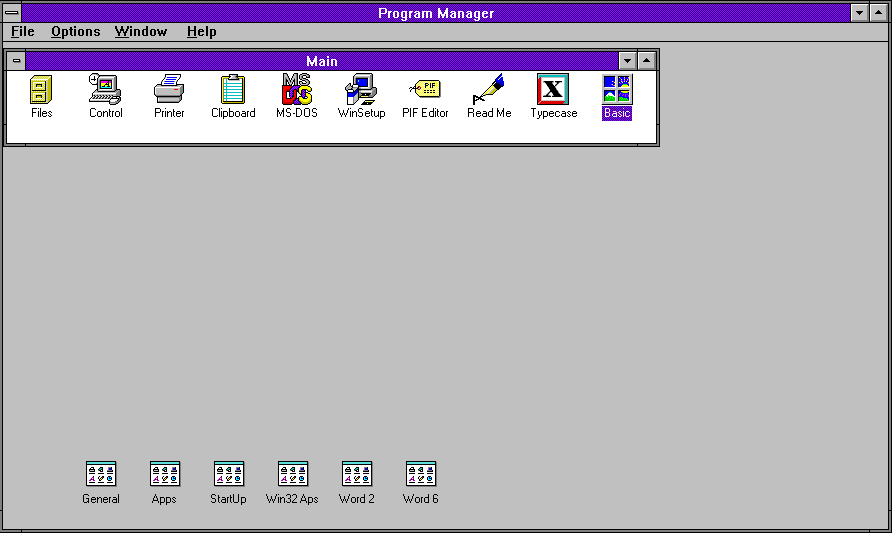 Program Manager
File Options Window Help
Main
Files Control Printer Clipboard MS-DOS WinSetup PIF Editor Read Me Typecase Basic
General Apps StartUp Win32 Aps Word 2 Word 6